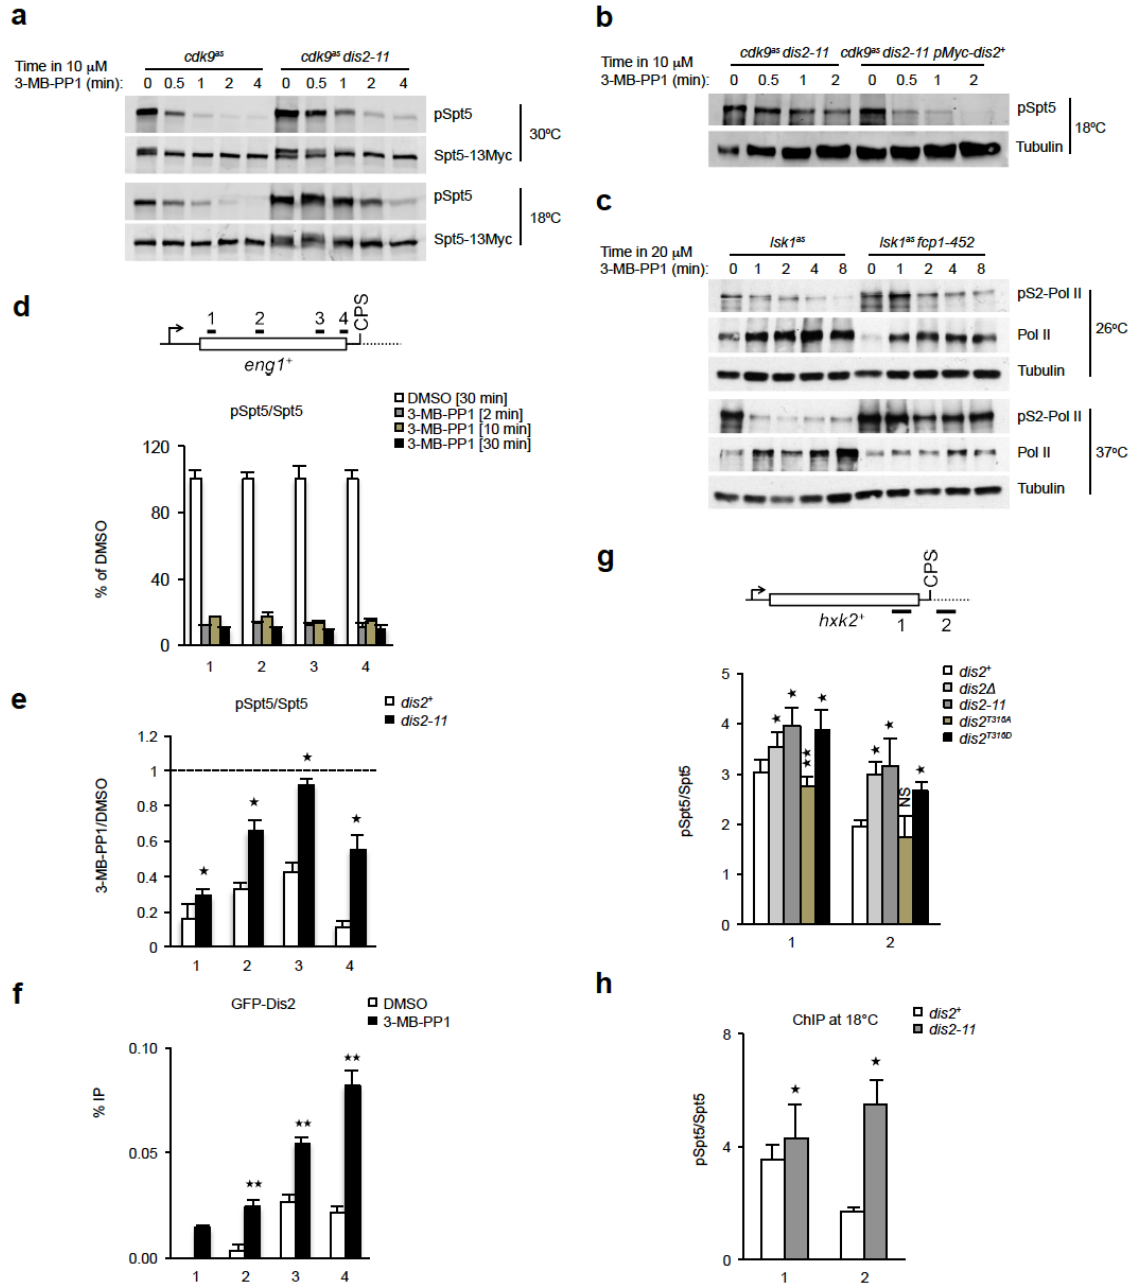 a
cdk9as cdk9as dis2-11
Time in 10 μM
3-MB-PP1 (min): 0 0.5 1 2 4 0 0.5 1 2 4
pSpt5
Spt5-13Myc
30ºC
pSpt5
Spt5-13Myc
18ºC
b
cdk9as dis2-11 cdk9as dis2-11 pMyc-dis2+
Time in 10 μM
3-MB-PP1 (min): 0 0.5 1 2 0 0.5 1 2
pSpt5
Tubulin
18ºC
c
lsk1as lsk1as fcp1-452
Time in 20 μM
3-MB-PP1 (min): 0 1 2 4 8 0 1 2 4 8
pS2-Pol II
Pol II
Tubulin
26ºC
pS2-Pol II
Pol II
Tubulin
37ºC
d
1 2 3 4 CPS
eng1+
pSpt5/Spt5
DMSO [30 min]
3-MB-PP1 [2 min]
3-MB-PP1 [10 min]
3-MB-PP1 [30 min]
% of DMSO
120
80
40
0
1 2 3 4
e
pSpt5/Spt5
dis2+
dis2-11
3-MB-PP1/DMSO
1.2
1
0.8
0.6
0.4
0.2
0
★ ★ ★ ★
1 2 3 4
f
GFP-Dis2
DMSO
3-MB-PP1
% IP
0.10
0.05
0.00
★★ ★★ ★★
1 2 3 4
g
CPS
hxk2+ 1 2
dis2+
dis2Δ
dis2-11
dis2T316A
dis2T316D
pSpt5/Spt5
5
4
3
2
1
0
★ ★ ★★ ★ ★ ★ NS ★
1 2
h
ChIP at 18°C
dis2+
dis2-11
pSpt5/Spt5
8
4
0
★ ★
1 2